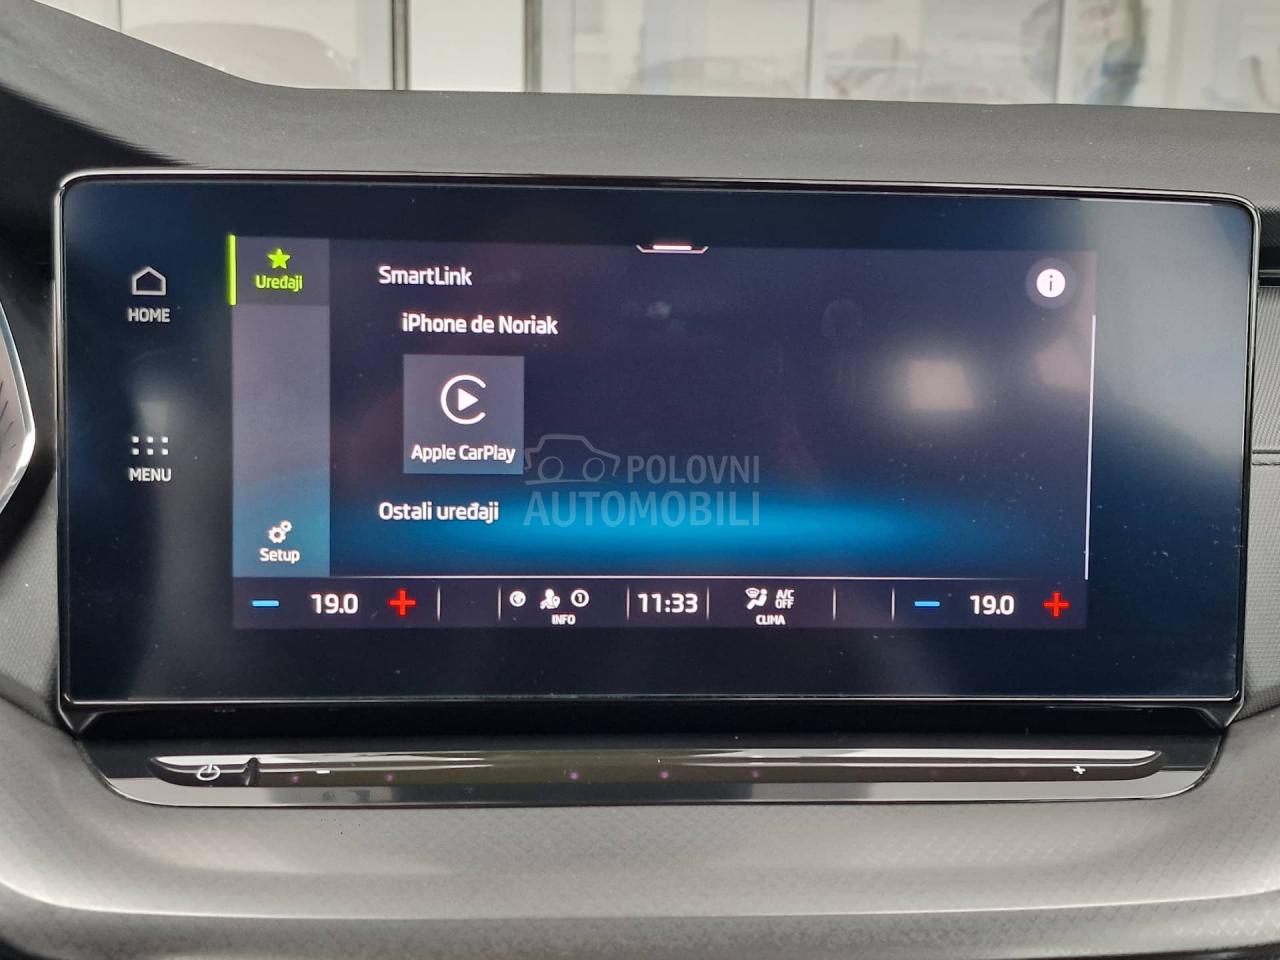 HOME
MENU
Uređaji
Setup
SmartLink
iPhone de Noriak
Apple CarPlay
Ostali uređaji
POLOVNI
AUTOMOBILI
19.0
INFO
11:33
A/C
OFF
CLIMA
19.0